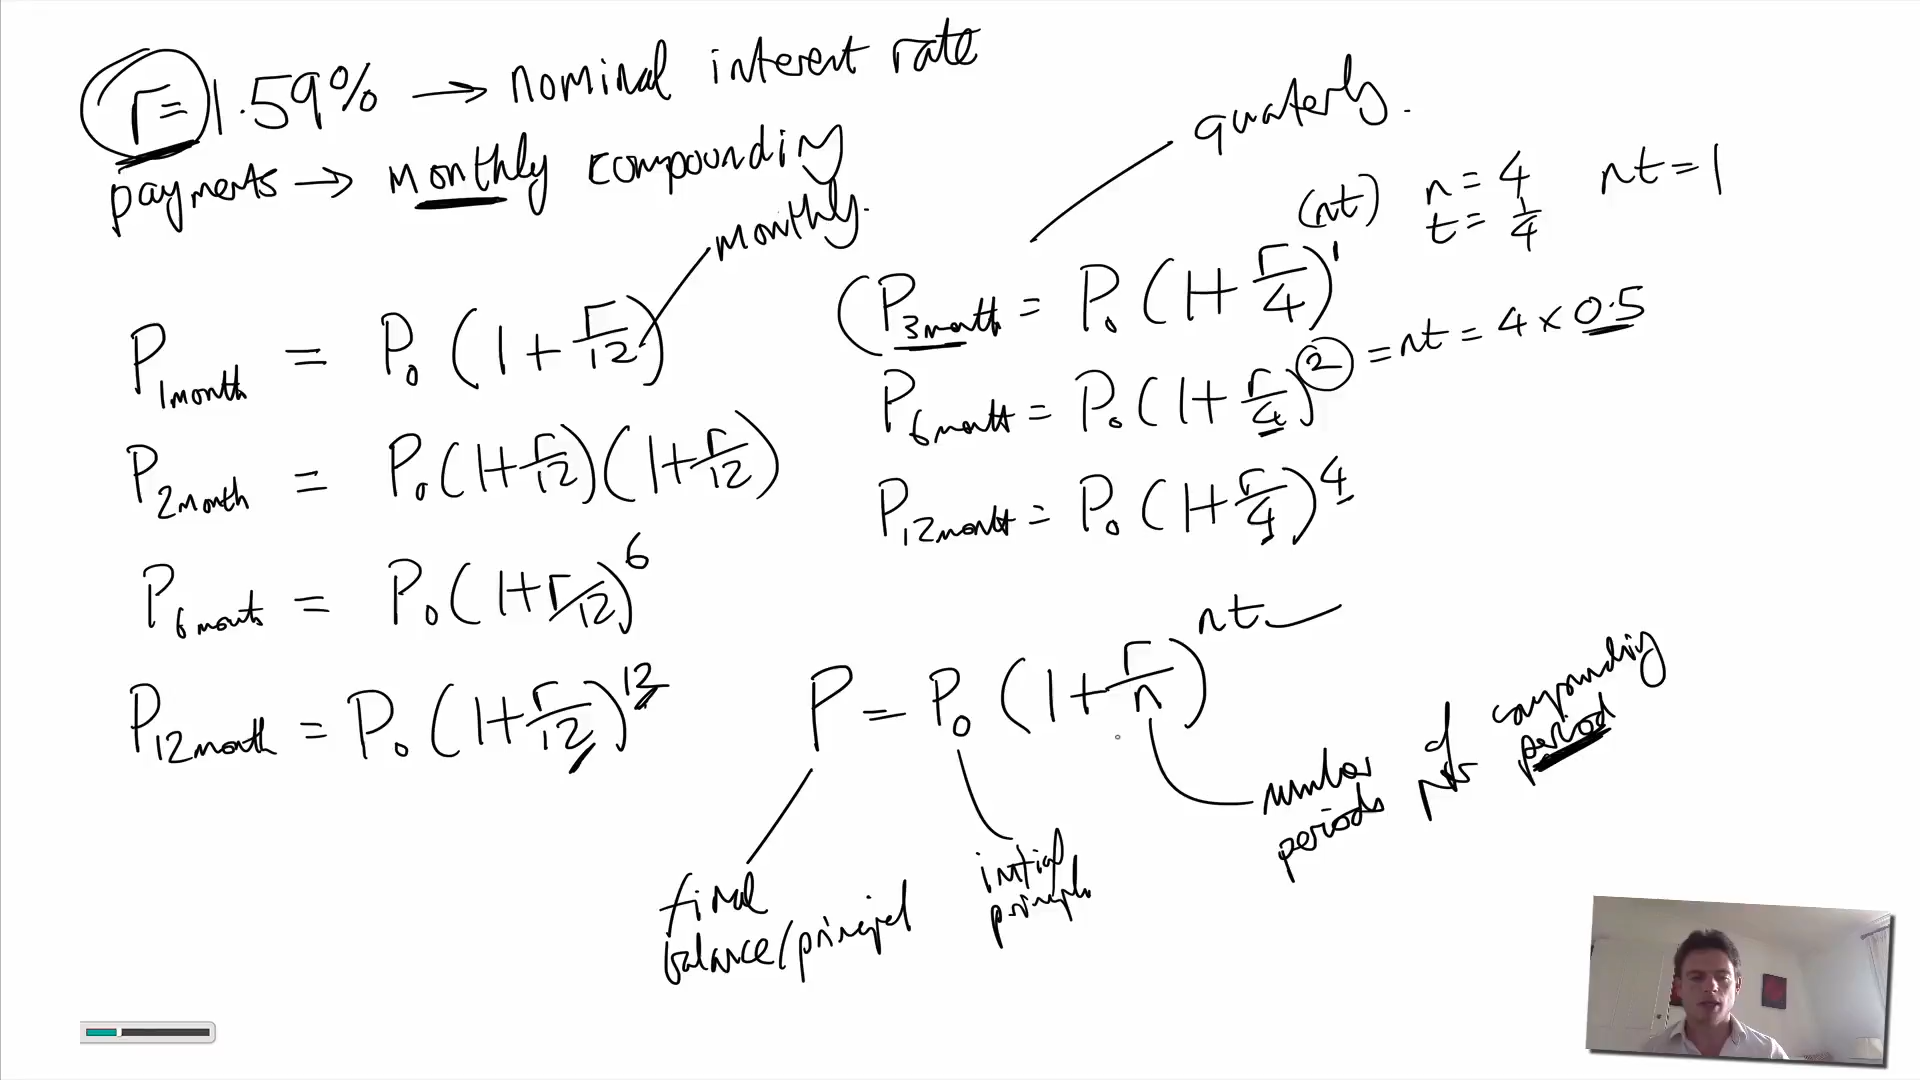 r = 1.59% → nominal interest rate
payments → monthly compounding
monthly.
P1month = P0 (1 + r/12)
P2month = P0 (1 + r/12)(1 + r/12)
P6months = P0 (1 + r/12)^6
P12month = P0 (1 + r/12)^12
quaterly.
(nt) n = 4 nt = 1
t = 1/4
(P3month = P0 (1 + r/4)^1
P6month = P0 (1 + r/4)^2 = nt = 4 × 0.5
P12month = P0 (1 + r/4)^4
P = P0 (1 + r/n)^nt
final
balance/principal
initial
number of compounding
periods period